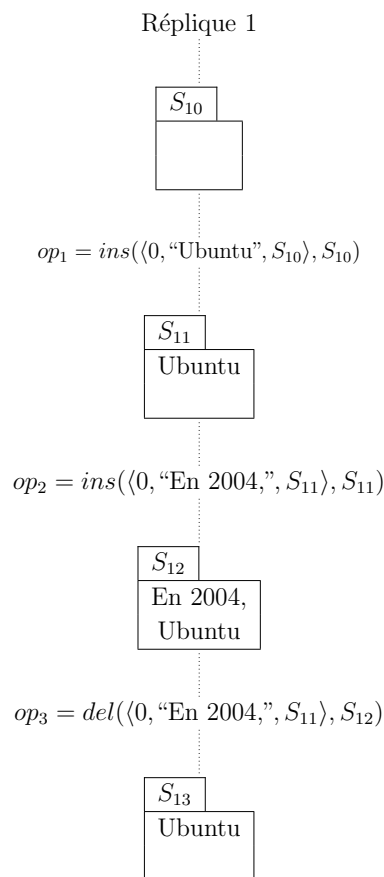 Réplique 1
S₁₀
op₁ = ins(⟨0, “Ubuntu”, S₁₀⟩, S₁₀)
S₁₁
Ubuntu
op₂ = ins(⟨0, “En 2004,”, S₁₁⟩, S₁₁)
S₁₂
En 2004,
Ubuntu
op₃ = del(⟨0, “En 2004,”, S₁₁⟩, S₁₂)
S₁₃
Ubuntu